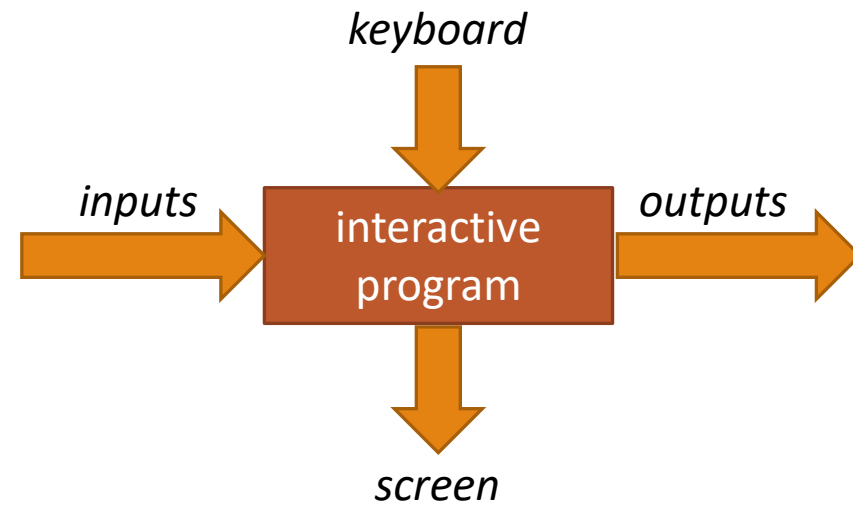 keyboard
inputs
interactive
program
outputs
screen